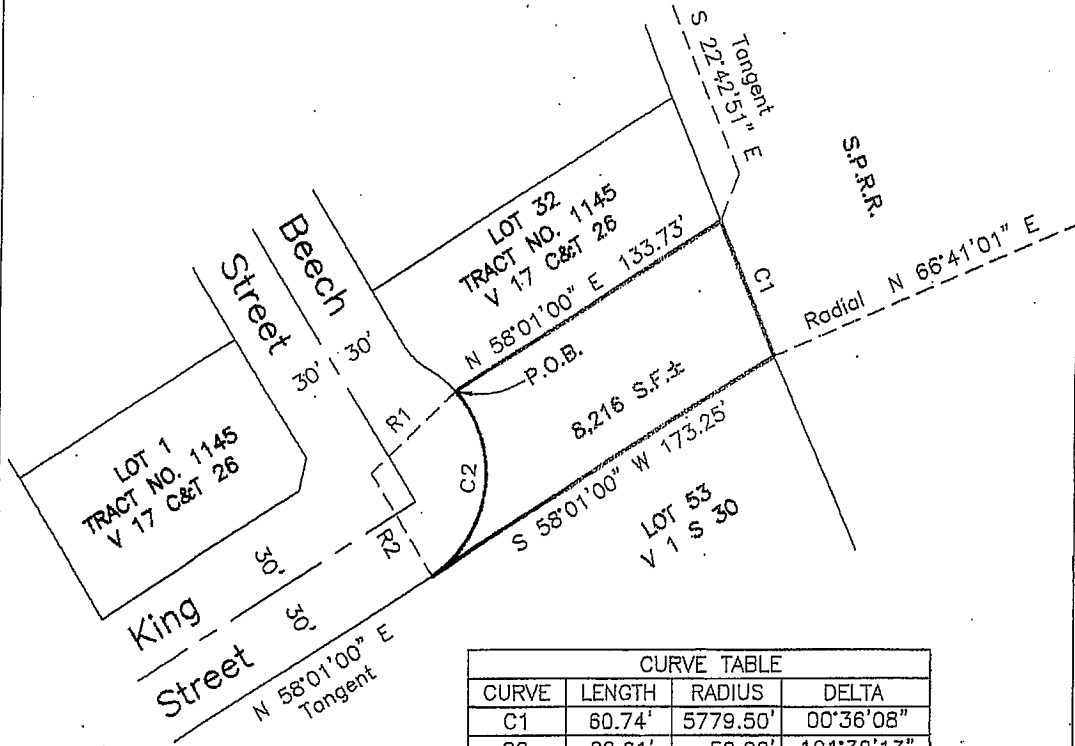 Tangent
S 22°42'51" E
S.P.R.R.
LOT 32
TRACT NO. 1145
V 17 C&T 26
Beech
Street
30' 30'
N 58°01'00" E 133.73'
P.O.B.
C1
Radial N 66°41'01" E
R1
8,216 S.F.±
C2
S 58°01'00" W 173.25'
LOT 53
V 1 S 30
LOT 1
TRACT NO. 1145
V 17 C&T 26
R2
King
Street
30'
30'
N 58°01'00" E
Tangent
CURVE TABLE
CURVE LENGTH RADIUS DELTA
C1 60.74' 5779.50' 00°36'08"